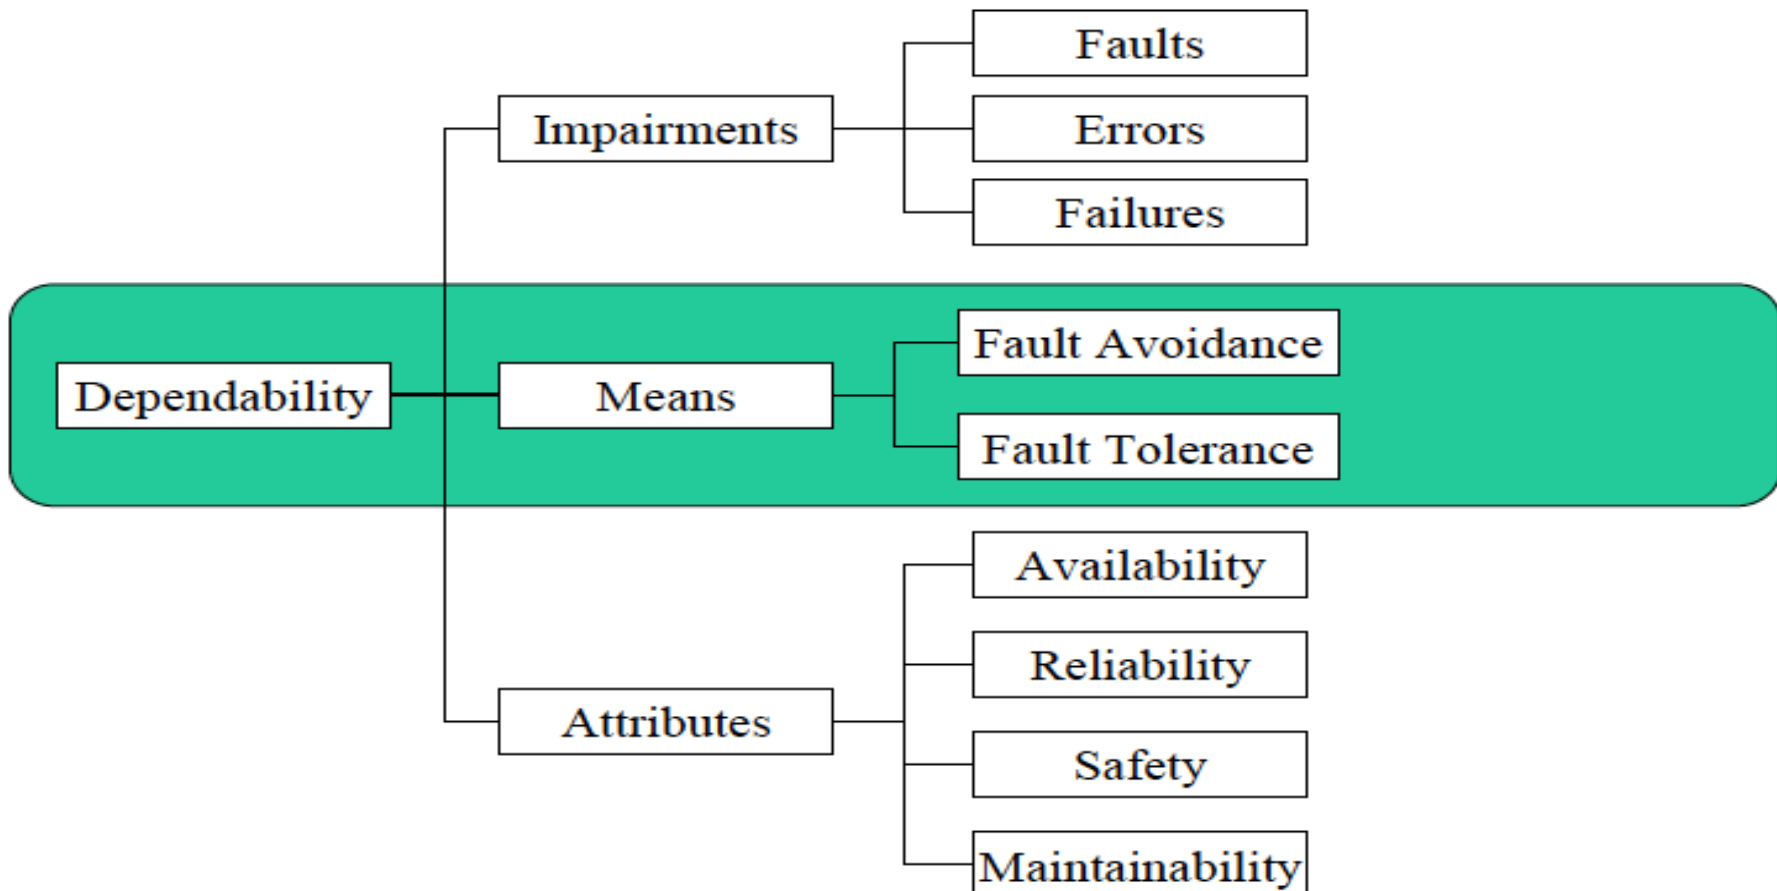 Faults
Impairments
Errors
Failures
Fault Avoidance
Dependability
Means
Fault Tolerance
Availability
Reliability
Attributes
Safety
Maintainability